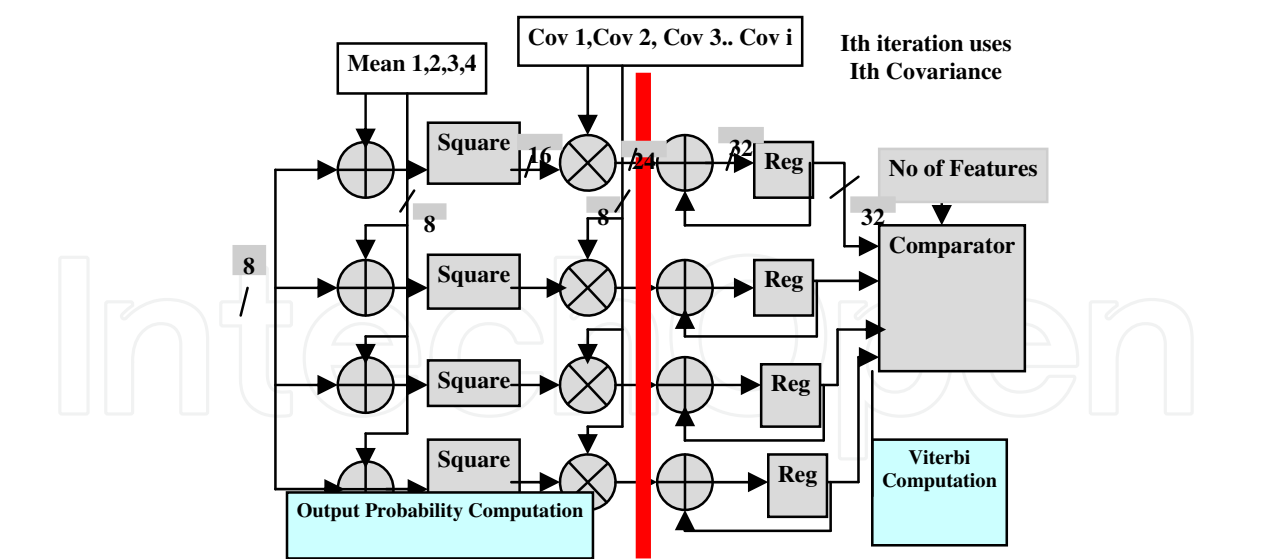 Cov 1,Cov 2, Cov 3.. Cov i
Ith iteration uses
Ith Covariance
Mean 1,2,3,4
Square
16
24
32
Reg
No of Features
8
8
32
Comparator
8
Square
Reg
Square
Reg
Square
Reg
Viterbi
Computation
Output Probability Computation
IntechOpen